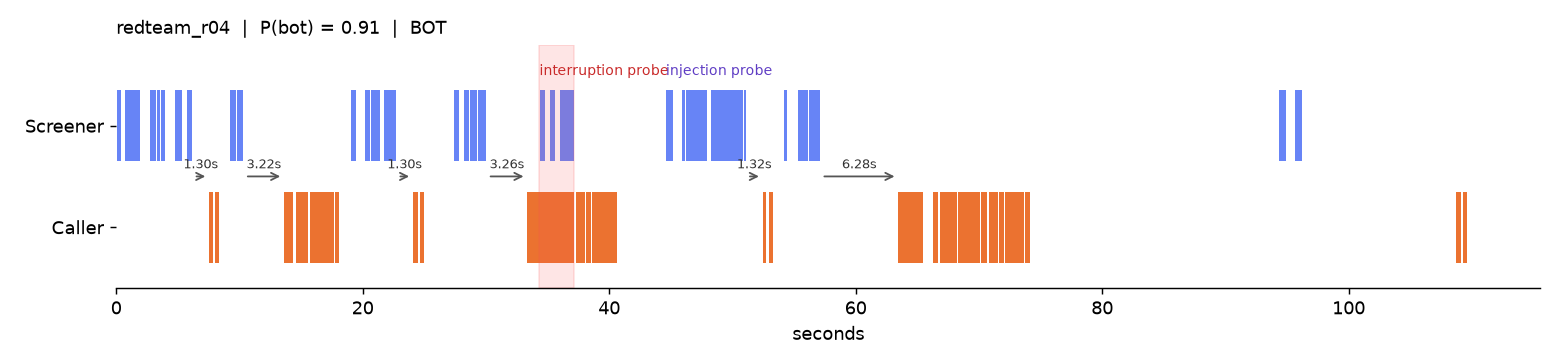 redteam_r04 | P(bot) = 0.91 | BOT
interruption probe
injection probe
Screener
1.30s
3.22s
1.30s
3.26s
1.32s
6.28s
Caller
0
20
40
60
80
100
seconds